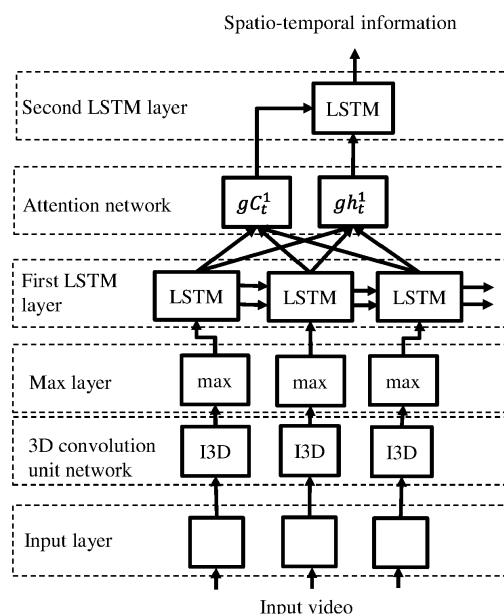 Spatio-temporal information
Second LSTM layer
LSTM
Attention network
gC_t^1 gh_t^1
First LSTM
layer
LSTM LSTM LSTM
Max layer
max max max
3D convolution
unit network
I3D I3D I3D
Input layer
Input video